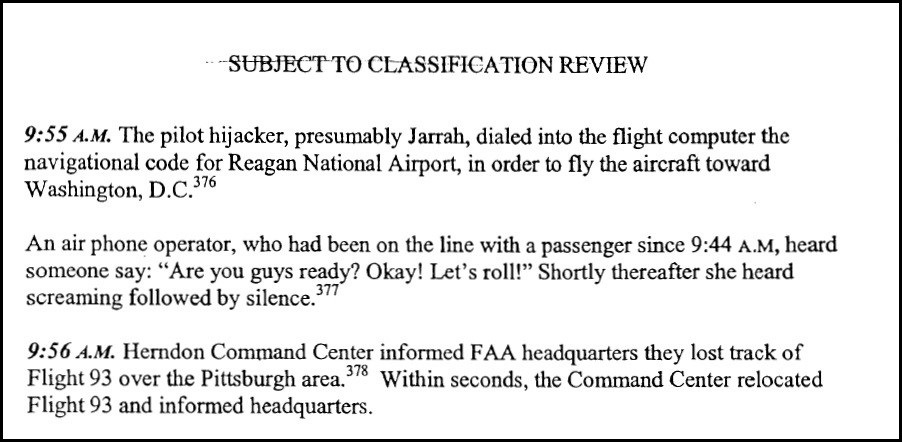 SUBJECT TO CLASSIFICATION REVIEW
9:55 A.M. The pilot hijacker, presumably Jarrah, dialed into the flight computer the
navigational code for Reagan National Airport, in order to fly the aircraft toward
Washington, D.C.376
An air phone operator, who had been on the line with a passenger since 9:44 A.M, heard
someone say: “Are you guys ready? Okay! Let’s roll!” Shortly thereafter she heard
screaming followed by silence.377
9:56 A.M. Herndon Command Center informed FAA headquarters they lost track of
Flight 93 over the Pittsburgh area.378 Within seconds, the Command Center relocated
Flight 93 and informed headquarters.